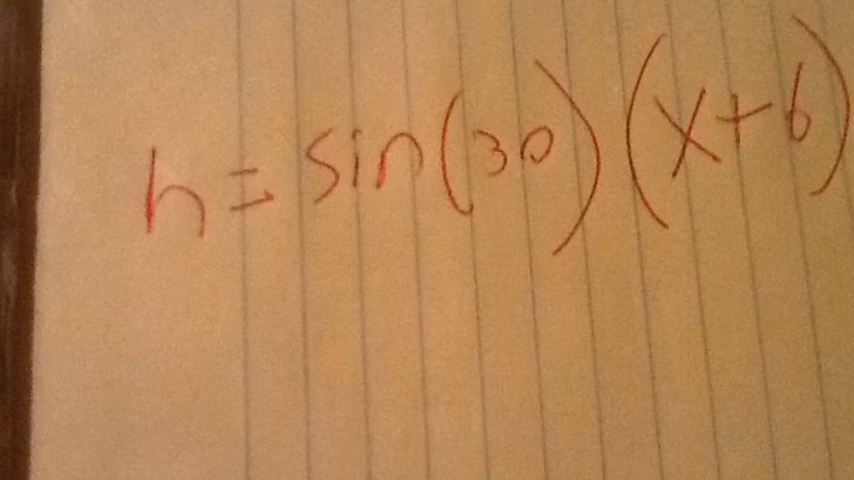 h = sin(30)(x+6)